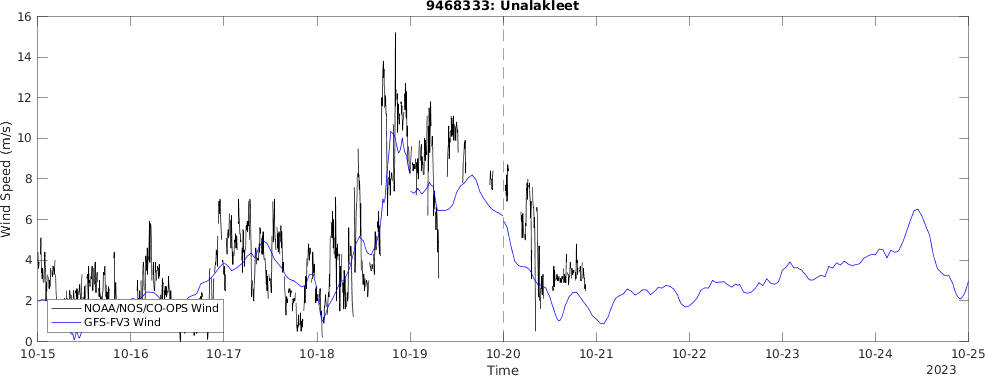 9468333: Unalakleet
Wind Speed (m/s)
16
14
12
10
8
6
4
2
0
NOAA/NOS/CO-OPS Wind
GFS-FV3 Wind
10-15 10-16 10-17 10-18 10-19 10-20 10-21 10-22 10-23 10-24 10-25
Time
2023